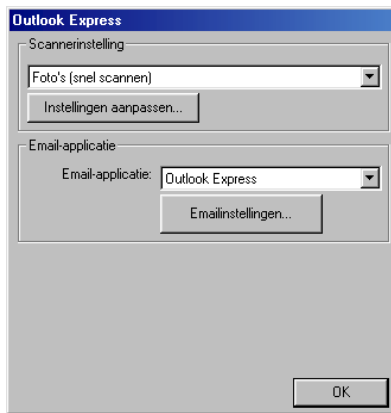 Outlook Express
Scannerinstelling
Foto's (snel scannen)
Instellingen aanpassen...
Email-applicatie
Email-applicatie: Outlook Express
Emailinstellingen...
OK